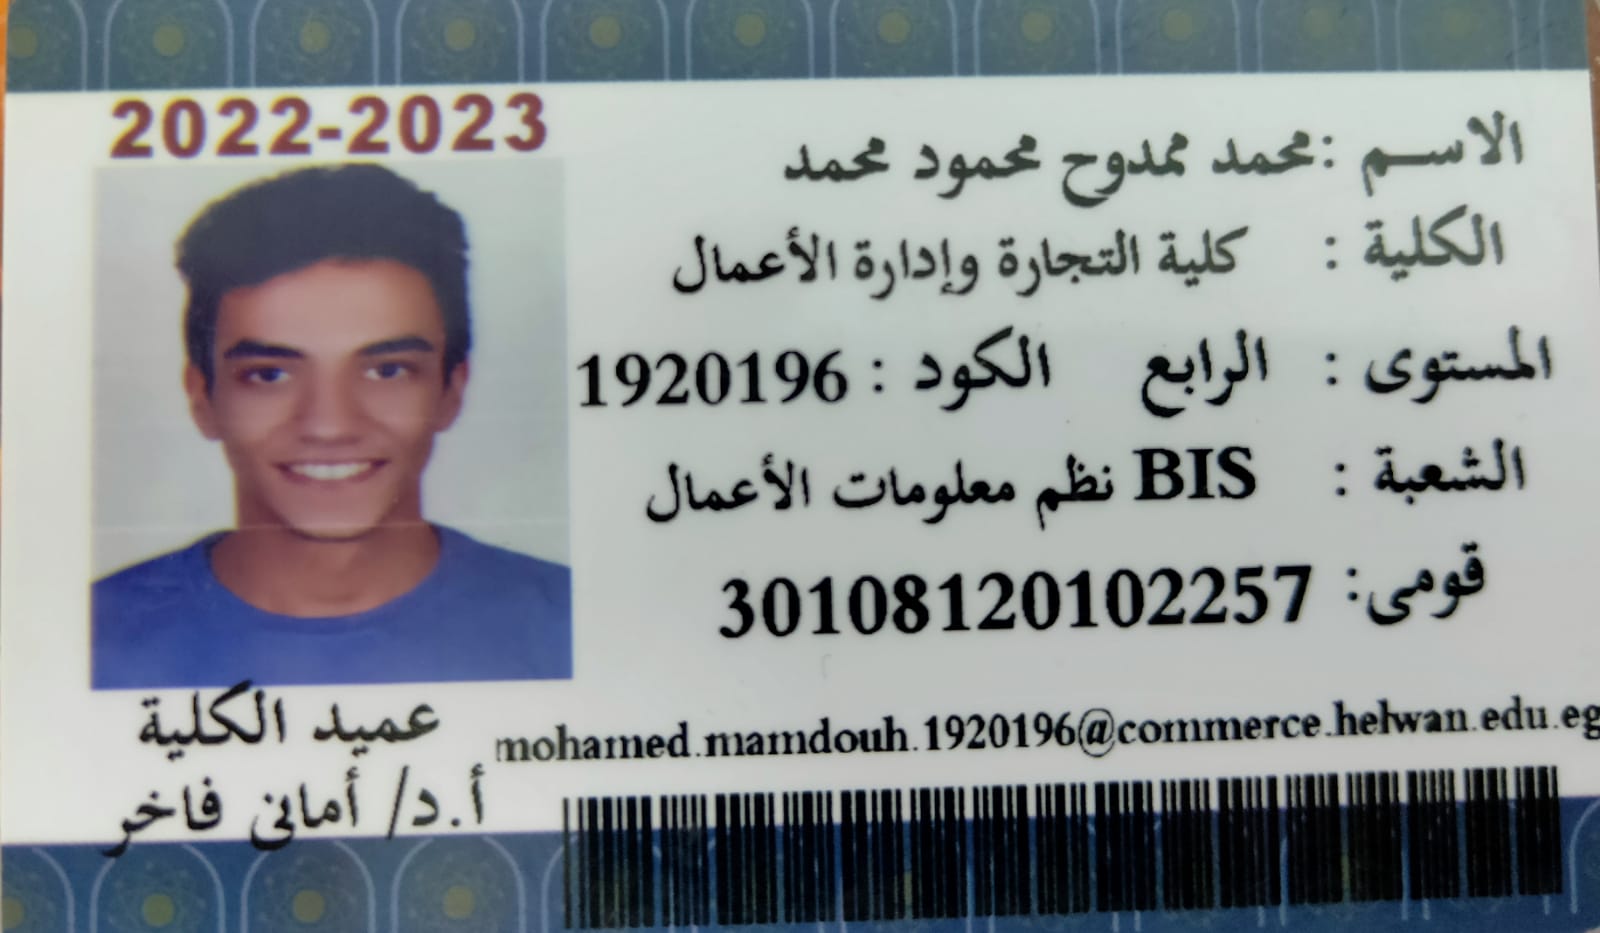 2022-2023
الاســم :محمد ممدوح محمود محمد
الكلية : كلية التجارة وإدارة الأعمال
المستوى : الرابع الكود : 1920196
الشعبة : BIS نظم معلومات الأعمال
قومى: 30108120102257
عميد الكلية
mohamed.mamdouh.1920196@commerce.helwan.edu.eg
أ.د/ أمانى فاخر